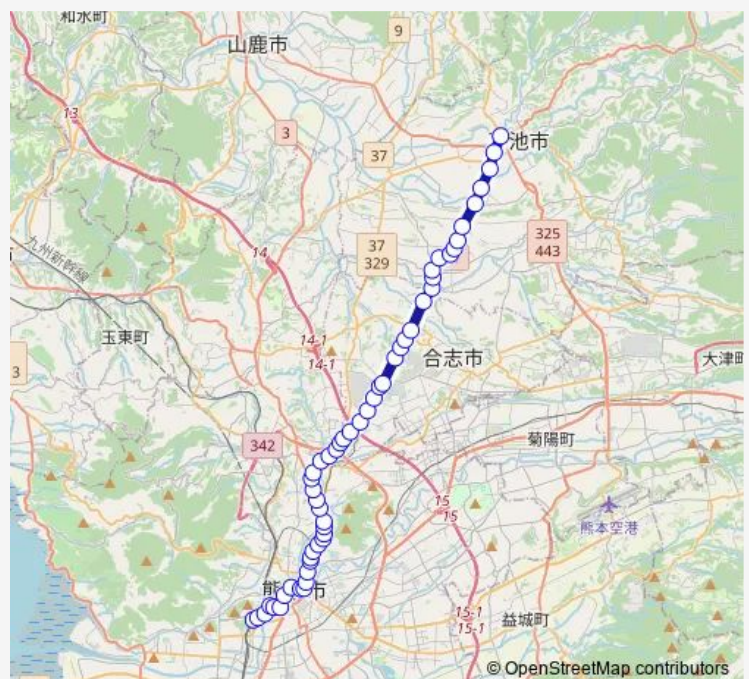 和水町
9
山鹿市
13
3
37
池市
325
443
37
329
九州新幹線
14
玉東町
14-1
14-1
合志市
大津町
3
342
菊陽町
15
15
熊本空港
熊 市
15-1
15-1
益城町
© OpenStreetMap contributors